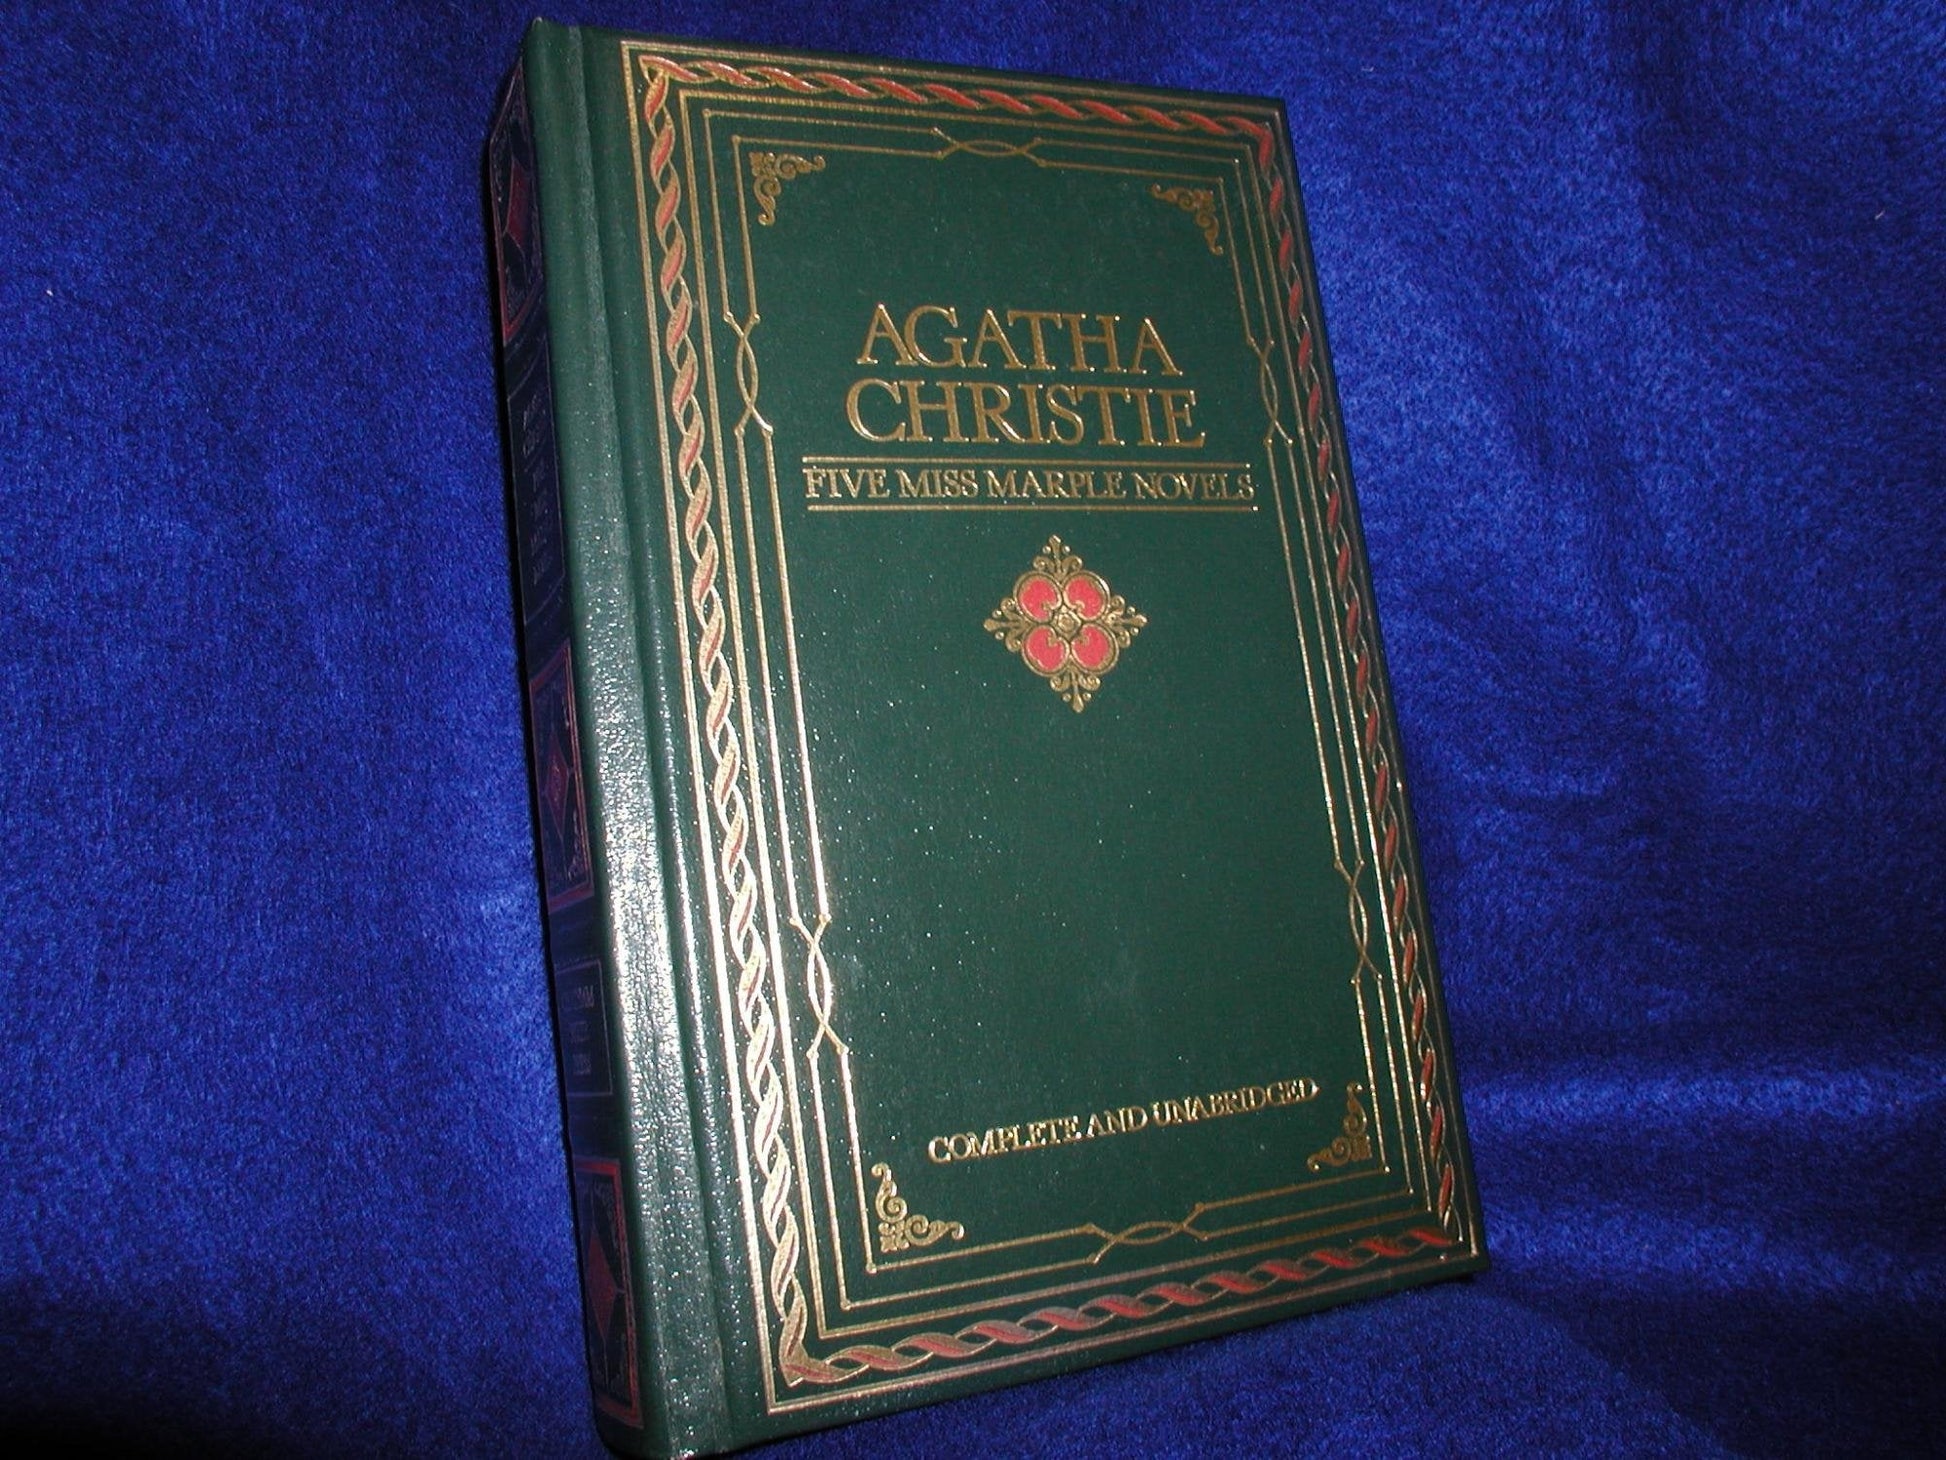 AGATHA
CHRISTIE
FIVE MISS MARPLE NOVELS
COMPLETE AND UNABRIDGED